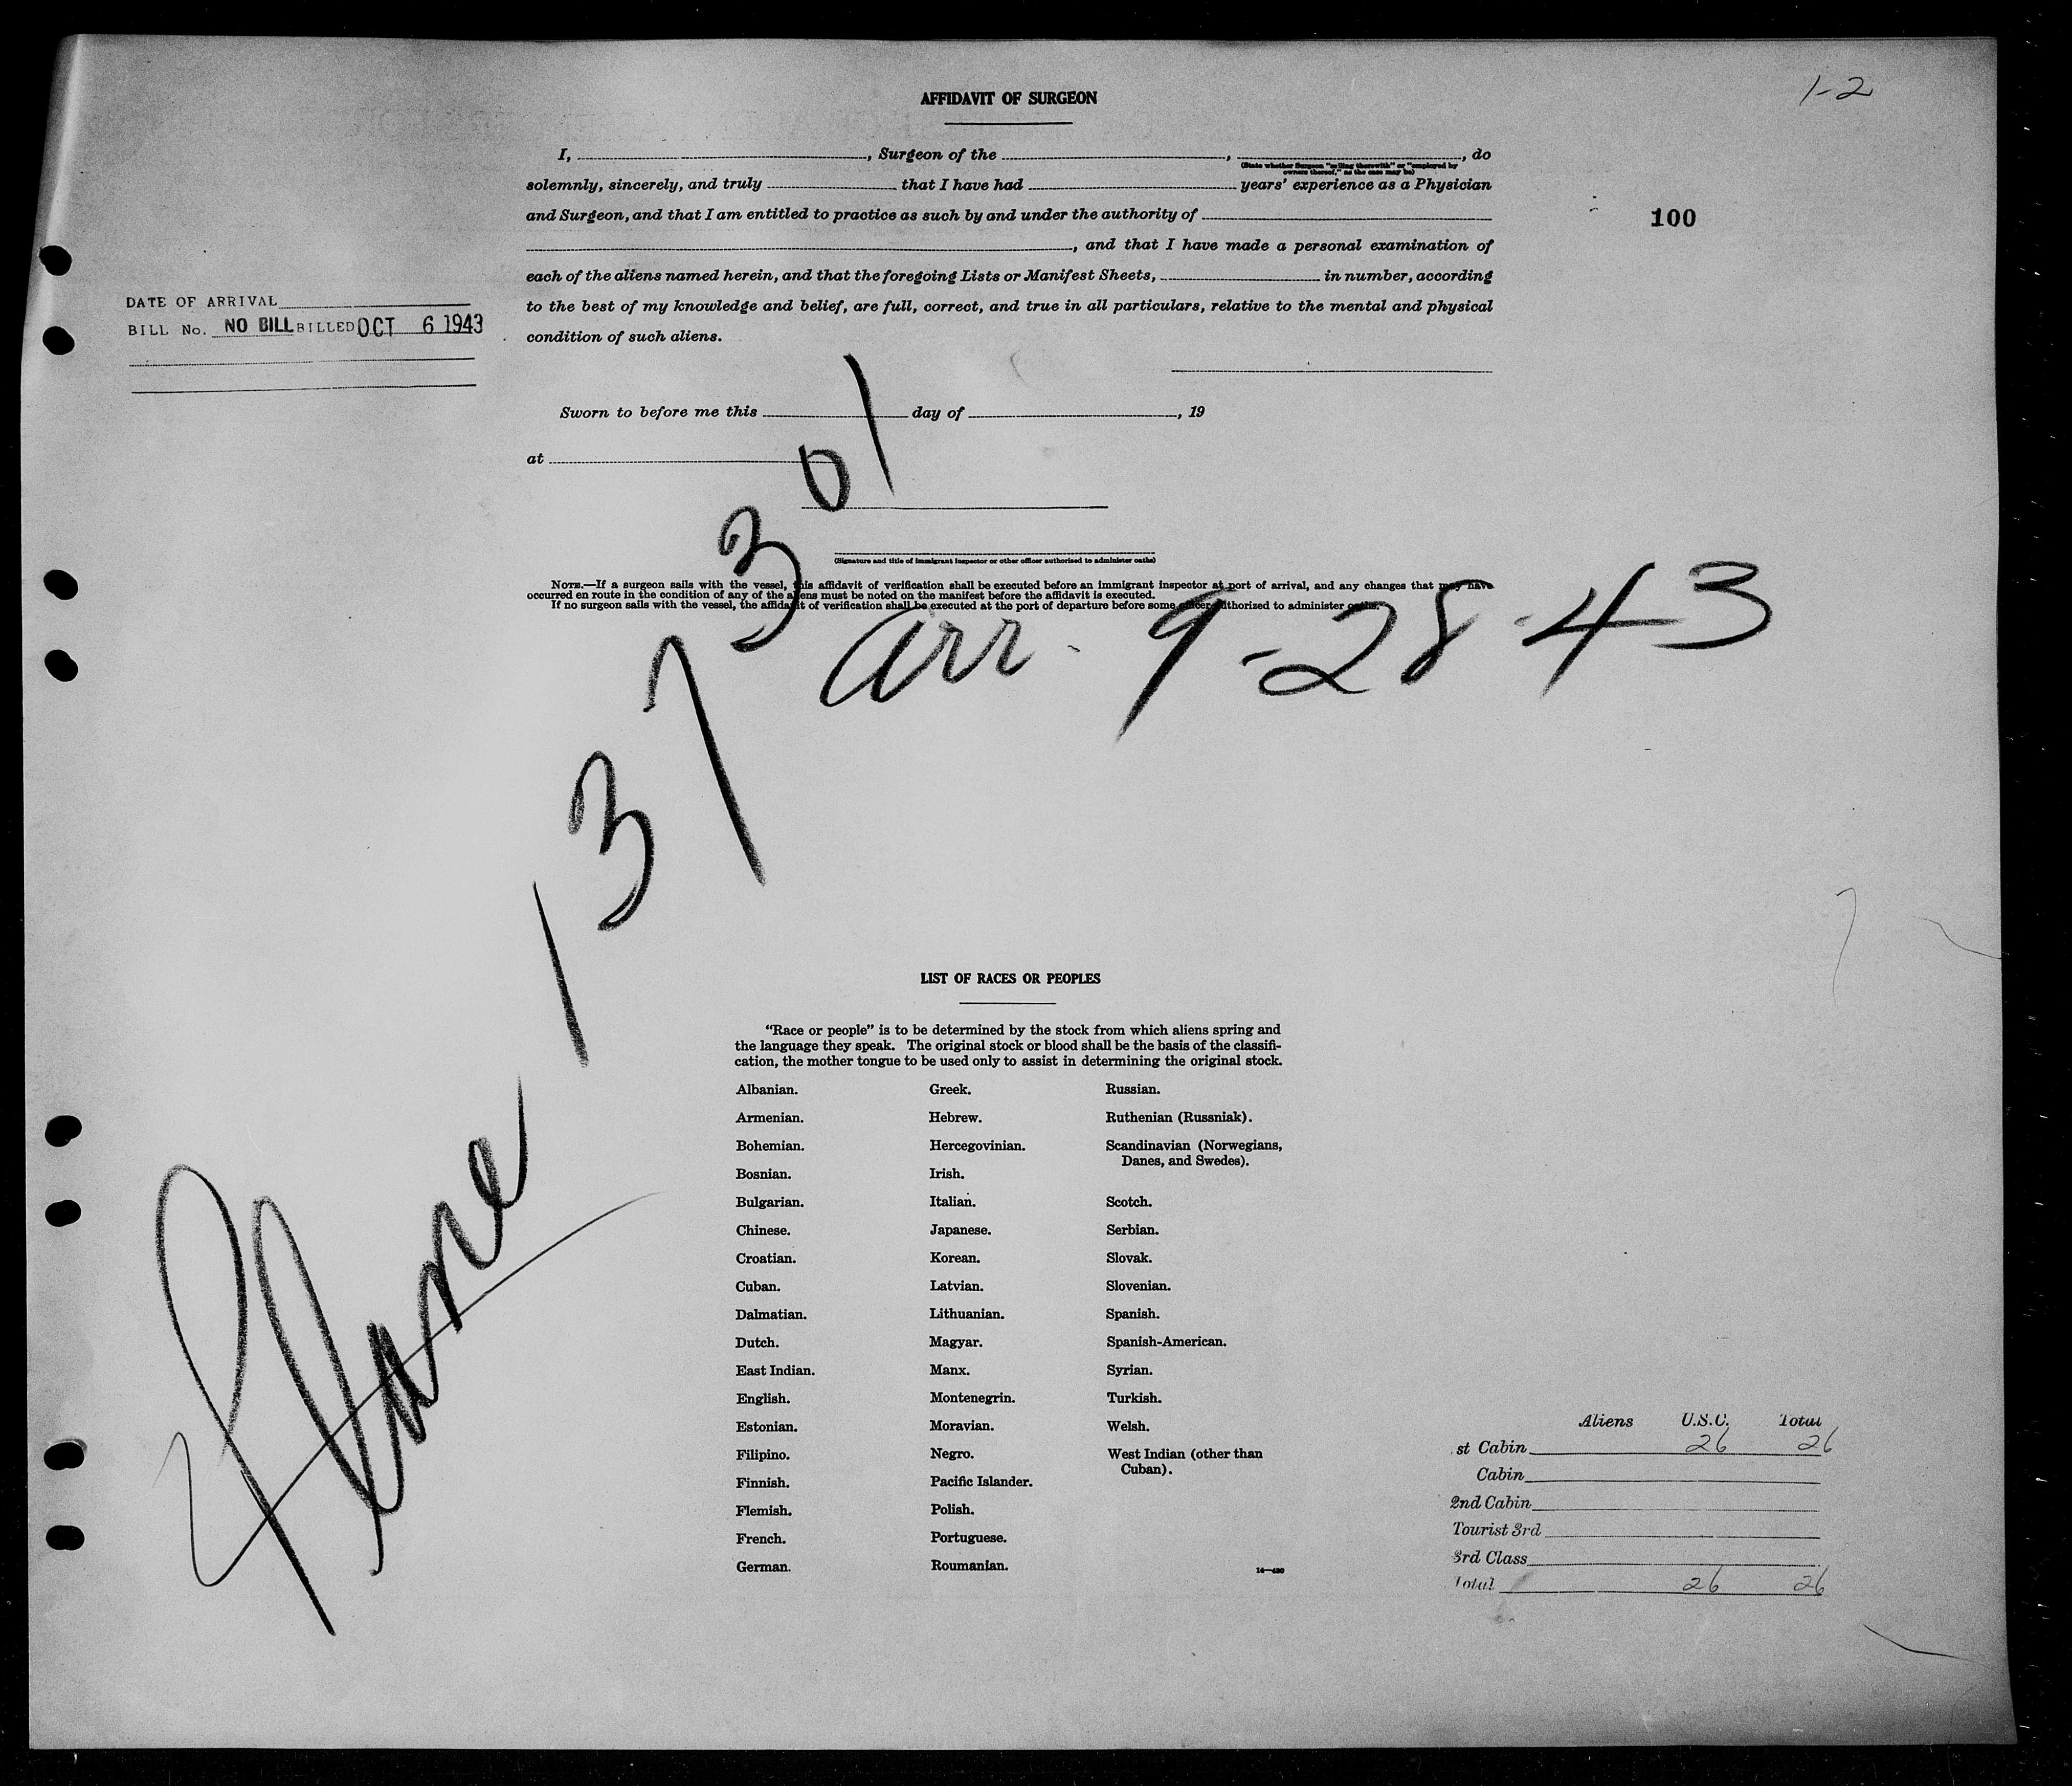 1-2
AFFIDAVIT OF SURGEON
I, , Surgeon of the , , do
(State whether Surgeon "sailing therewith" or "employed by
owners thereof," as the case may be)
solemnly, sincerely, and truly that I have had years' experience as a Physician
and Surgeon, and that I am entitled to practice as such by and under the authority of
, and that I have made a personal examination of
each of the aliens named herein, and that the foregoing Lists or Manifest Sheets, in number, according
to the best of my knowledge and belief, are full, correct, and true in all particulars, relative to the mental and physical
condition of such aliens.
100
DATE OF ARRIVAL
BILL No. NO BILL BILLED OCT 6 1943
Sworn to before me this day of , 19
at
(Signature and title of immigrant inspector or other officer authorized to administer oaths)
NOTE.—If a surgeon sails with the vessel, this affidavit of verification shall be executed before an immigrant inspector at port of arrival, and any changes that may have
occurred en route in the condition of any of the aliens must be noted on the manifest before the affidavit is executed.
If no surgeon sails with the vessel, the affidavit of verification shall be executed at the port of departure before some officer authorized to administer oaths.
Plane 137301
arr - 9-28-43
LIST OF RACES OR PEOPLES
"Race or people" is to be determined by the stock from which aliens spring and
the language they speak. The original stock or blood shall be the basis of the classifi-
cation, the mother tongue to be used only to assist in determining the original stock.
Albanian.
Armenian.
Bohemian.
Bosnian.
Bulgarian.
Chinese.
Croatian.
Cuban.
Dalmatian.
Dutch.
East Indian.
English.
Estonian.
Filipino.
Finnish.
Flemish.
French.
German.
Greek.
Hebrew.
Hercegovinian.
Irish.
Italian.
Japanese.
Korean.
Latvian.
Lithuanian.
Magyar.
Manx.
Montenegrin.
Moravian.
Negro.
Pacific Islander.
Polish.
Portuguese.
Roumanian.
Russian.
Ruthenian (Russniak).
Scandinavian (Norwegians,
Danes, and Swedes).
Scotch.
Serbian.
Slovak.
Slovenian.
Spanish.
Spanish-American.
Syrian.
Turkish.
Welsh.
West Indian (other than
Cuban).
14—430
Aliens U.S.C. Total
st Cabin 26 26
Cabin
2nd Cabin
Tourist 3rd
3rd Class
Total 26 26